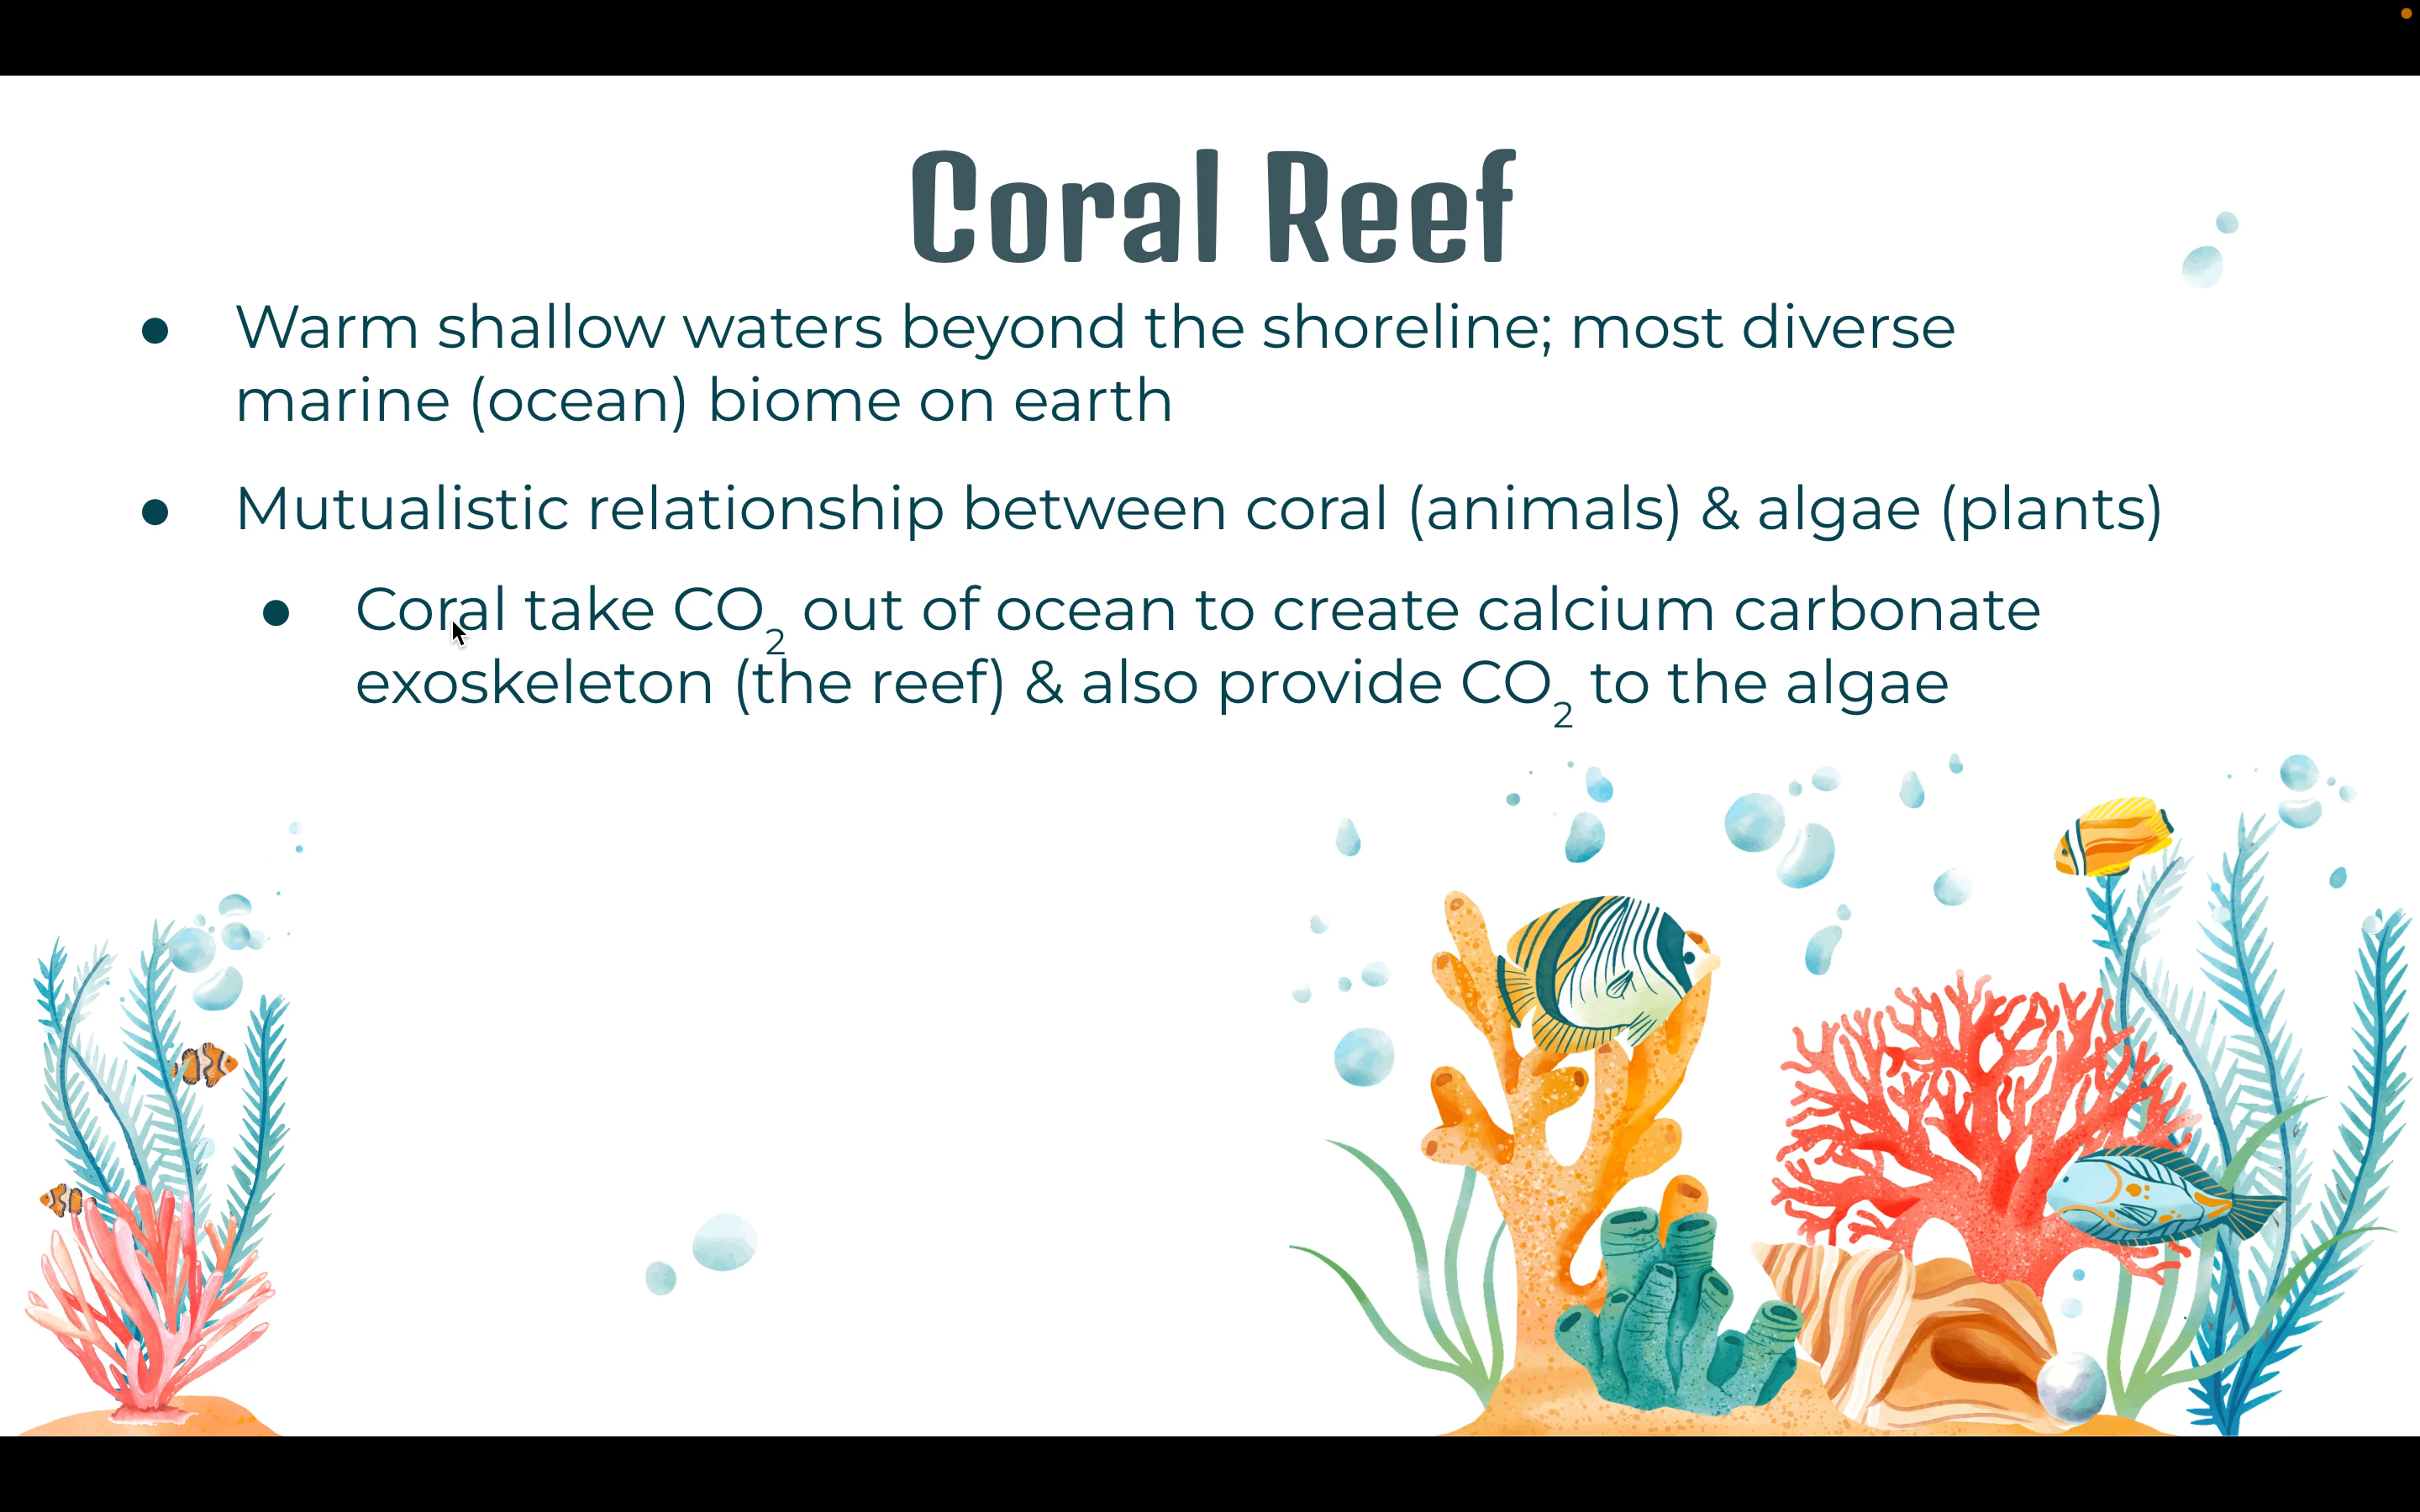 Coral Reef
● Warm shallow waters beyond the shoreline; most diverse
marine (ocean) biome on earth
● Mutualistic relationship between coral (animals) & algae (plants)
● Coral take CO₂ out of ocean to create calcium carbonate
exoskeleton (the reef) & also provide CO₂ to the algae